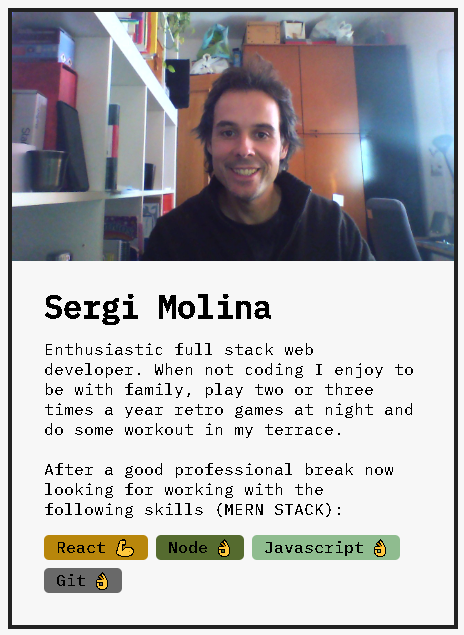 Sergi Molina
Enthusiastic full stack web
developer. When not coding I enjoy to
be with family, play two or three
times a year retro games at night and
do some workout in my terrace.
After a good professional break now
looking for working with the
following skills {MERN STACK}:
React 💪 Node 👌 Javascript 👌
Git 👌